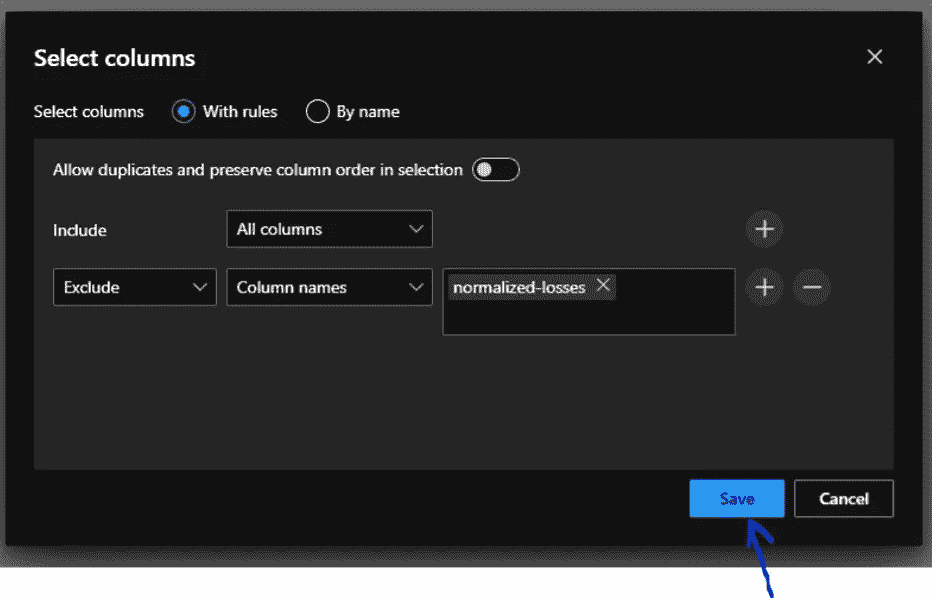 Select columns
Select columns With rules By name
Allow duplicates and preserve column order in selection
Include All columns
Exclude Column names normalized-losses
Save Cancel